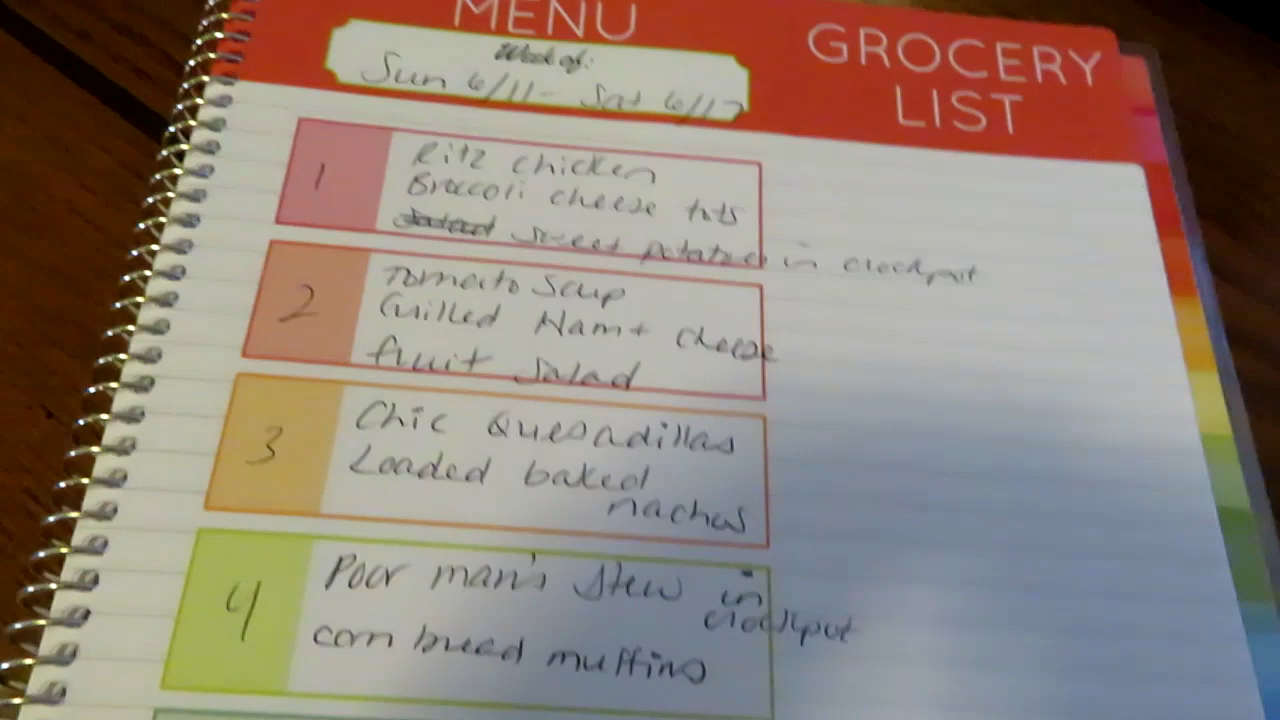 MENU
GROCERY
LIST
Week of:
Sun 6/11 - Sat 6/17
1
Ritz chicken
Broccoli cheese tots
sweet potatoes in crockpot
2
Tomato Soup
Grilled Ham + cheese
fruit salad
3
Chic Quesadillas
Loaded baked
nachos
4
Poor man's stew in
crockpot
corn bread muffins